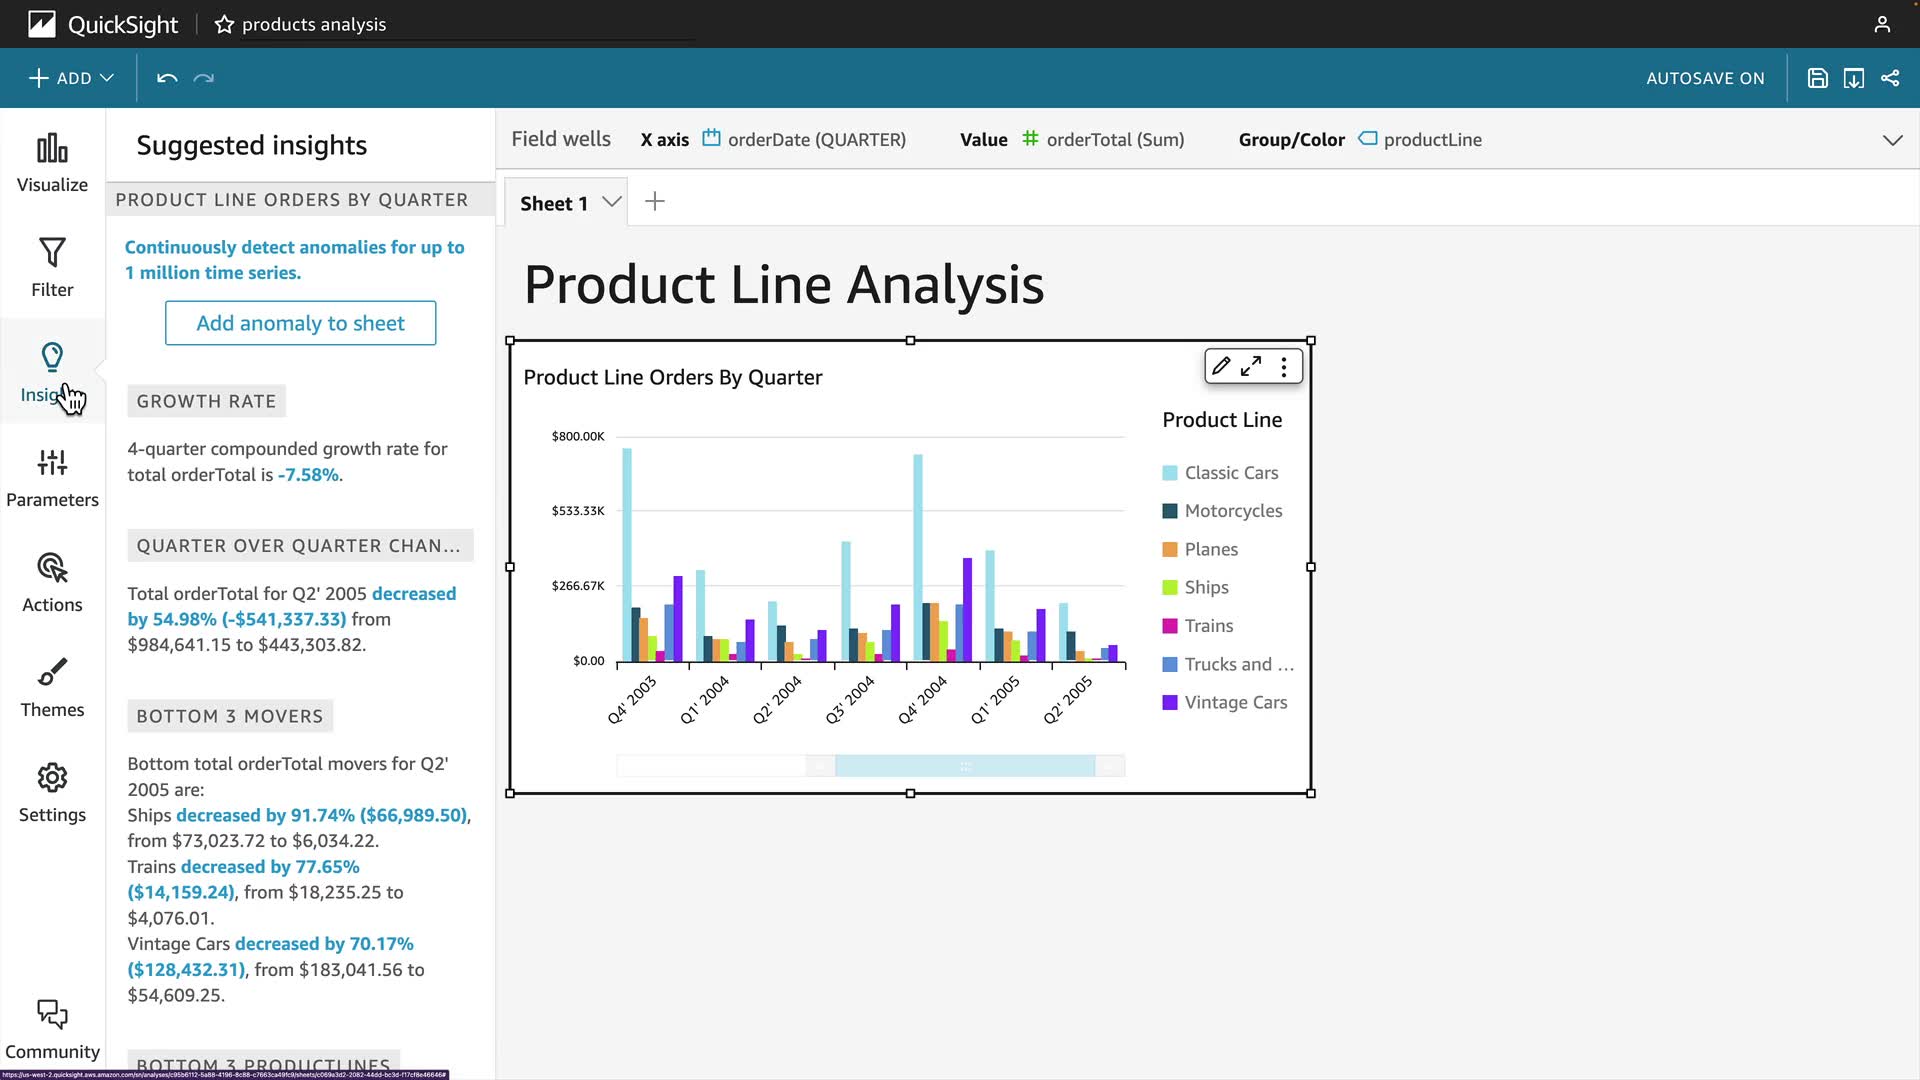 QuickSight
products analysis
ADD
AUTOSAVE ON
Visualize
Filter
Insig
Parameters
Actions
Themes
Settings
Community
Suggested insights
PRODUCT LINE ORDERS BY QUARTER
Continuously detect anomalies for up to
1 million time series.
Add anomaly to sheet
GROWTH RATE
4-quarter compounded growth rate for
total orderTotal is -7.58%.
QUARTER OVER QUARTER CHAN...
Total orderTotal for Q2' 2005 decreased
by 54.98% (-$541,337.33) from
$984,641.15 to $443,303.82.
BOTTOM 3 MOVERS
Bottom total orderTotal movers for Q2'
2005 are:
Ships decreased by 91.74% ($66,989.50),
from $73,023.72 to $6,034.22.
Trains decreased by 77.65%
($14,159.24), from $18,235.25 to
$4,076.01.
Vintage Cars decreased by 70.17%
($128,432.31), from $183,041.56 to
$54,609.25.
BOTTOM 3 PRODUCTLINES
Field wells X axis orderDate (QUARTER) Value orderTotal (Sum) Group/Color productLine
Sheet 1
Product Line Analysis
Product Line Orders By Quarter
$800.00K
$533.33K
$266.67K
$0.00
Q4' 2003
Q1' 2004
Q2' 2004
Q3' 2004
Q4' 2004
Q1' 2005
Q2' 2005
Product Line
Classic Cars
Motorcycles
Planes
Ships
Trains
Trucks and ...
Vintage Cars